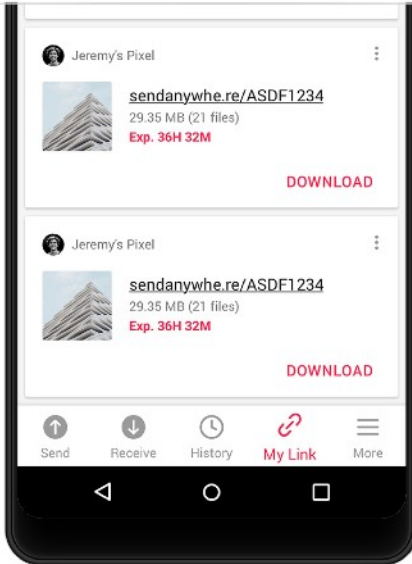 Jeremy's Pixel
sendanywhe.re/ASDF1234
29.35 MB (21 files)
Exp. 36H 32M
DOWNLOAD
Jeremy's Pixel
sendanywhe.re/ASDF1234
29.35 MB (21 files)
Exp. 36H 32M
DOWNLOAD
Send Receive History My Link More